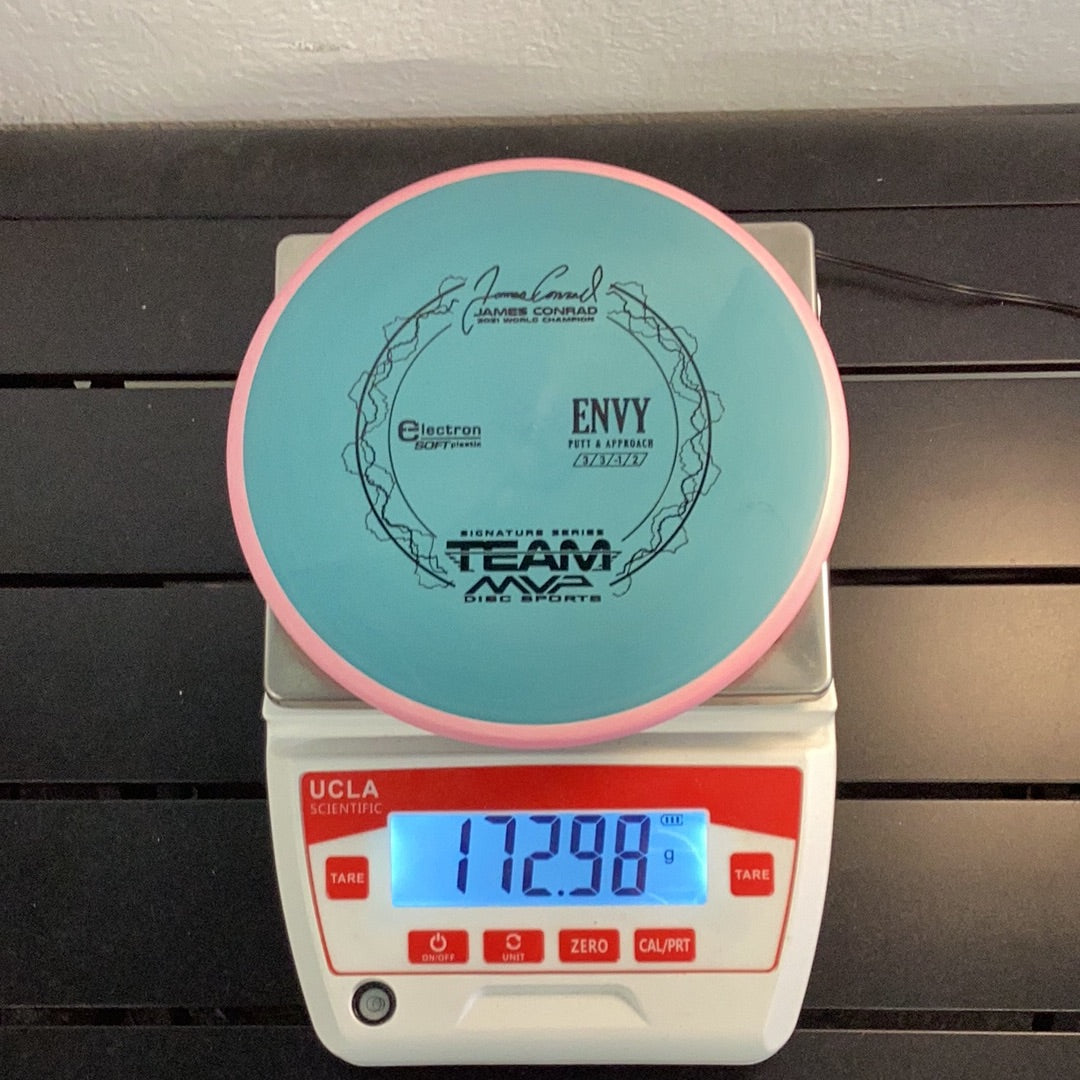 James Conrad
JAMES CONRAD
2021 WORLD CHAMPION
electron
SOFT plastic
ENVY
PUTT & APPROACH
3/3/-1/2
SIGNATURE SERIES
TEAM
MVP
DISC SPORTS
UCLA
SCIENTIFIC
172.98
g
TARE
TARE
ON/OFF
UNIT
ZERO
CAL/PRT